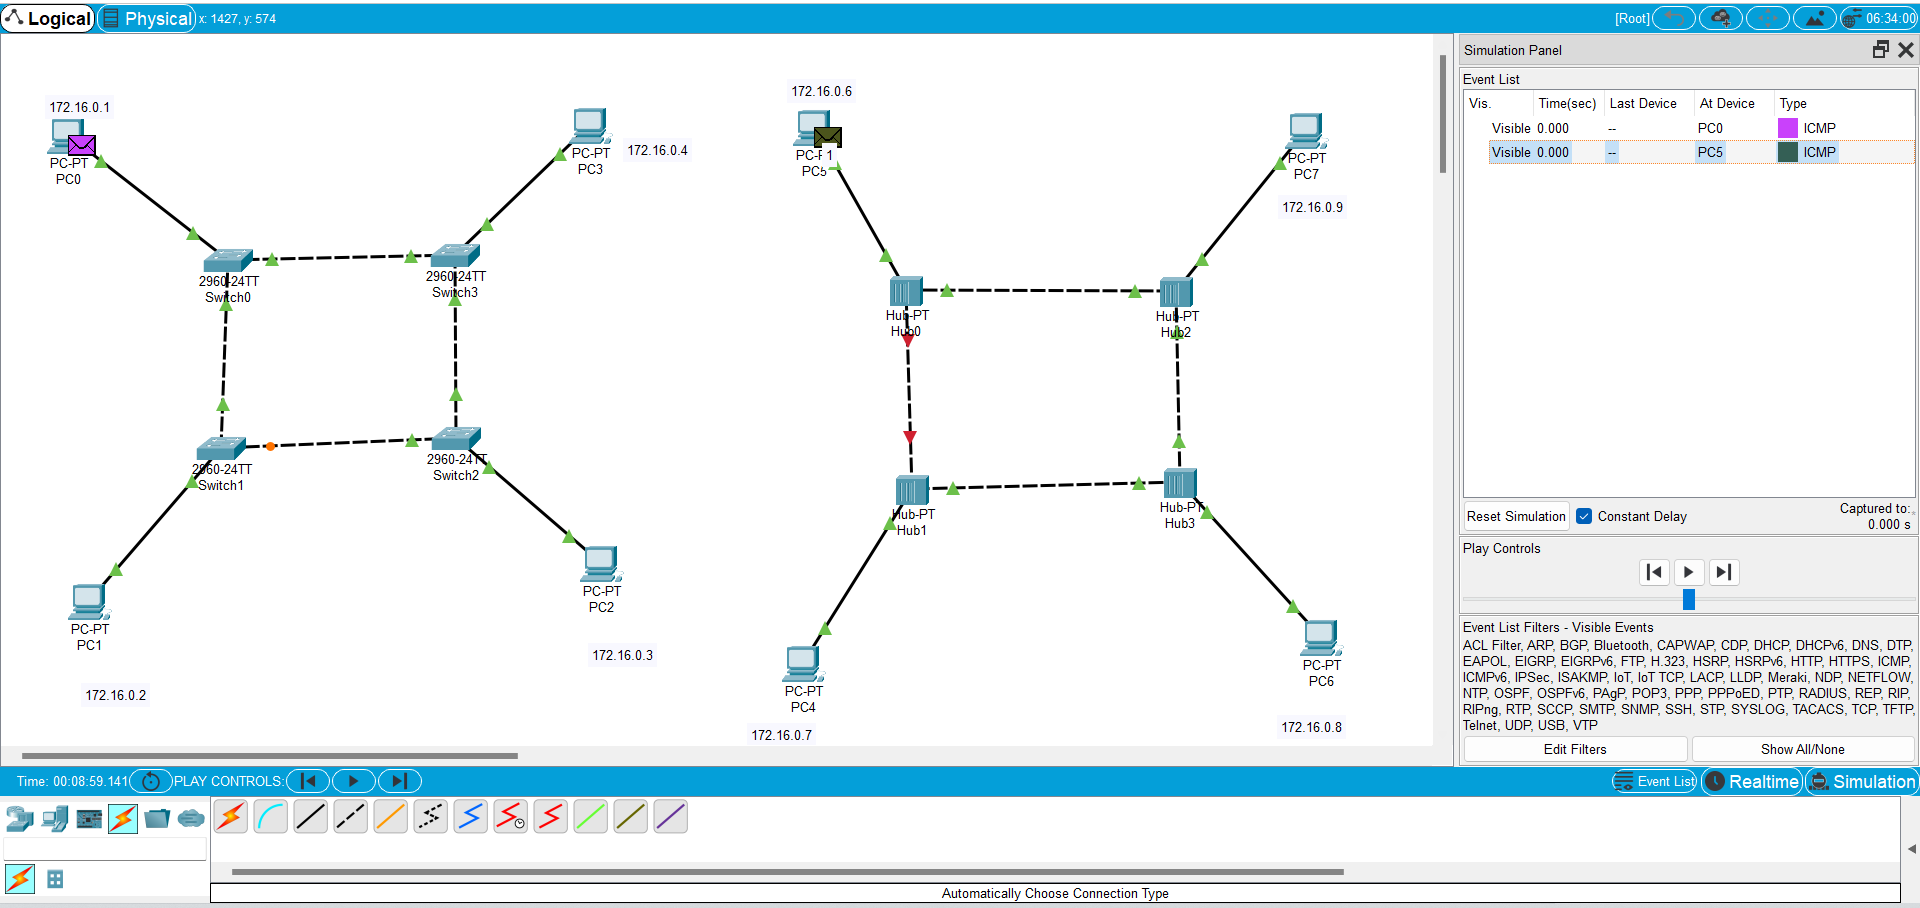 Logical
Physical
x: 1427, y: 574
[Root]
06:34:00
172.16.0.1
PC-PT
PC0
PC-PT
PC3
172.16.0.4
172.16.0.6
1
PC5
PC-PT
PC7
172.16.0.9
2960-24TT
Switch0
2960-24TT
Switch3
Hub-PT
Hub0
Hub-PT
Hub2
2960-24TT
Switch1
2960-24TT
Switch2
Hub-PT
Hub1
Hub-PT
Hub3
PC-PT
PC1
PC-PT
PC2
172.16.0.3
172.16.0.2
PC-PT
PC4
PC-PT
PC6
172.16.0.7
172.16.0.8
Simulation Panel
Event List
Vis. Time(sec) Last Device At Device Type
Visible 0.000 -- PC0 ICMP
Visible 0.000 -- PC5 ICMP
Reset Simulation
Constant Delay
Captured to:
0.000 s
Play Controls
Event List Filters - Visible Events
ACL Filter, ARP, BGP, Bluetooth, CAPWAP, CDP, DHCP, DHCPv6, DNS, DTP,
EAPOL, EIGRP, EIGRPv6, FTP, H.323, HSRP, HSRPv6, HTTP, HTTPS, ICMP,
ICMPv6, IPSec, ISAKMP, IoT, IoT TCP, LACP, LLDP, Meraki, NDP, NETFLOW,
NTP, OSPF, OSPFv6, PAgP, POP3, PPP, PPPoED, PTP, RADIUS, REP, RIP,
RIPng, RTP, SCCP, SMTP, SNMP, SSH, STP, SYSLOG, TACACS, TCP, TFTP,
Telnet, UDP, USB, VTP
Edit Filters
Show All/None
Time: 00:08:59.141
PLAY CONTROLS:
Event List
Realtime
Simulation
Automatically Choose Connection Type